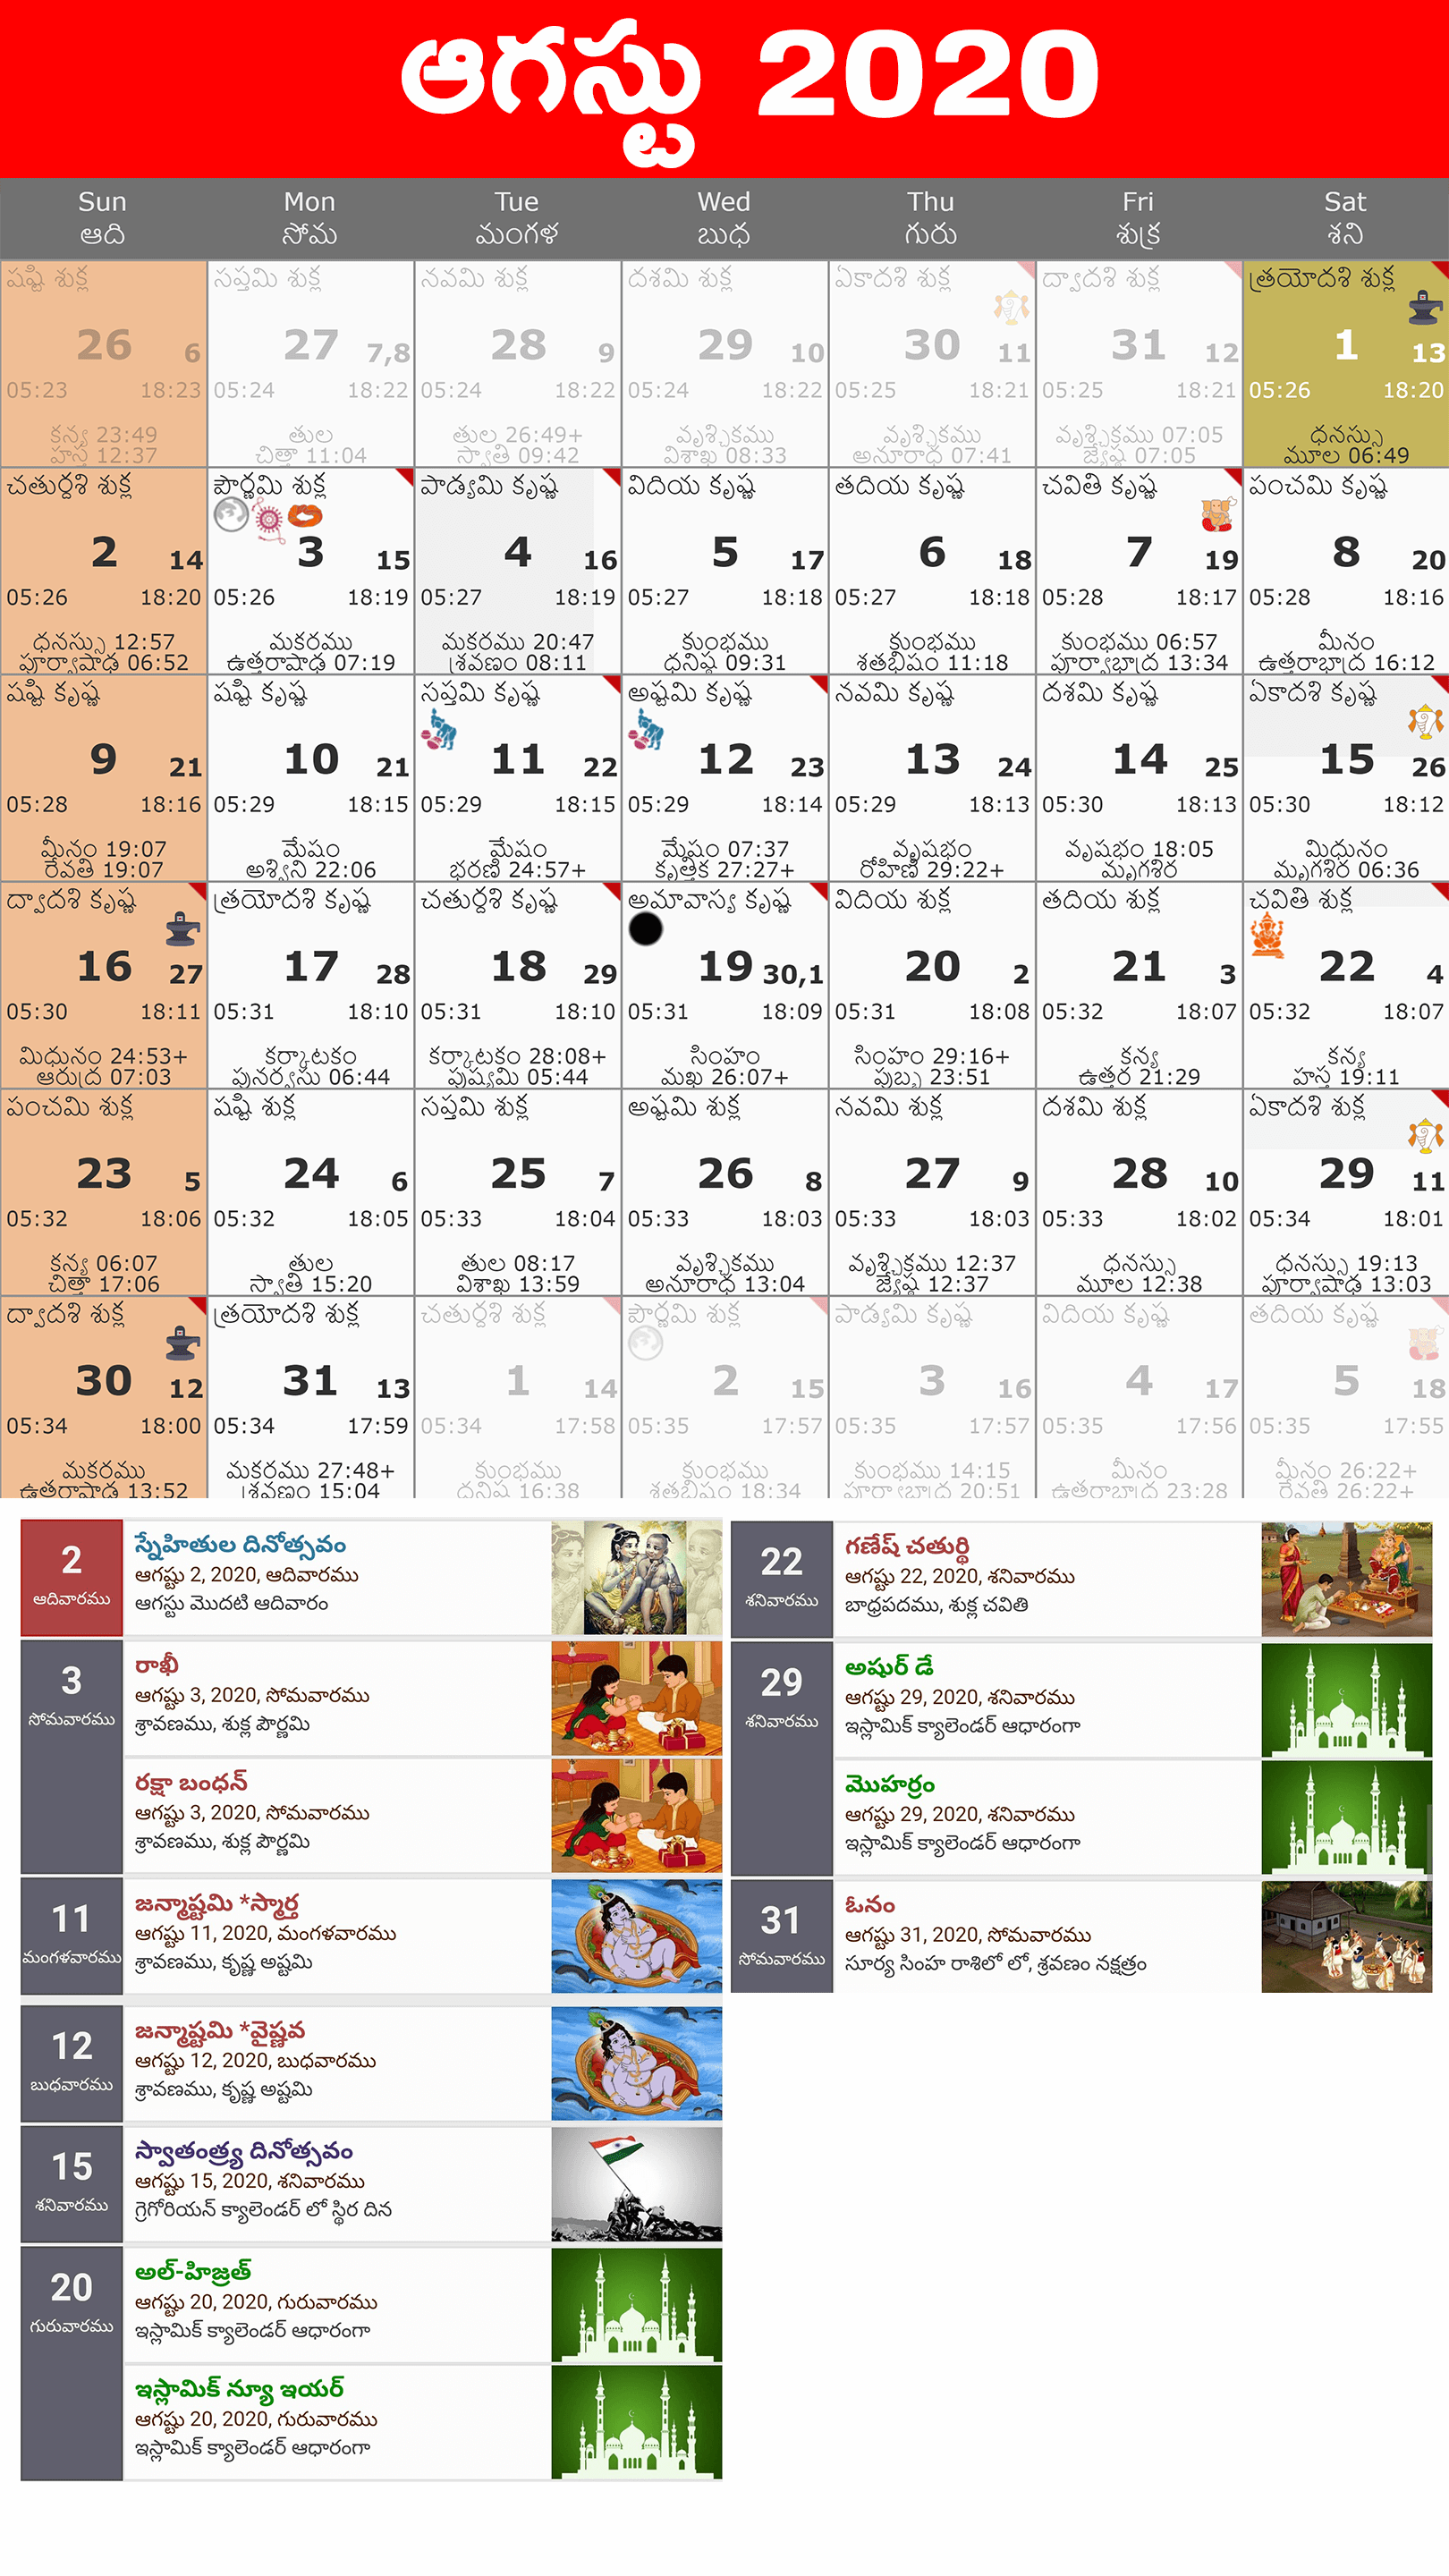 ఆగస్టు 2020
Sun Mon Tue Wed Thu Fri Sat
ఆది సోమ మంగళ బుధ గురు శుక్ర శని
షష్టి శుక్ల సప్తమి శుక్ల నవమి శుక్ల దశమి శుక్ల ఏకాదశి శుక్ల ద్వాదశి శుక్ల త్రయోదశి శుక్ల
26 6 27 7,8 28 9 29 10 30 11 31 12 1 13
05:23 18:23 05:24 18:22 05:24 18:22 05:24 18:22 05:25 18:21 05:25 18:21 05:26 18:20
కన్య 23:49 తుల తుల 26:49+ వృశ్చికము వృశ్చికము వృశ్చికము 07:05 ధనస్సు
హస్త 12:37 చిత్తా 11:04 స్వాతి 09:42 విశాఖ 08:33 అనూరాధ 07:41 జ్యేష్ఠ 07:05 మూల 06:49
చతుర్దశి శుక్ల పౌర్ణమి శుక్ల పాడ్యమి కృష్ణ విదియ కృష్ణ తదియ కృష్ణ చవితి కృష్ణ పంచమి కృష్ణ
2 14 3 15 4 16 5 17 6 18 7 19 8 20
05:26 18:20 05:26 18:19 05:27 18:19 05:27 18:18 05:27 18:18 05:28 18:17 05:28 18:16
ధనస్సు 12:57 మకరము మకరము 20:47 కుంభము కుంభము కుంభము 06:57 మీనం
పూర్వాషాఢ 06:52 ఉత్తరాషాఢ 07:19 శ్రవణం 08:11 ధనిష్ఠ 09:31 శతభిషం 11:18 పూర్వాభాద్ర 13:34 ఉత్తరాభాద్ర 16:12
షష్టి కృష్ణ షష్టి కృష్ణ సప్తమి కృష్ణ అష్టమి కృష్ణ నవమి కృష్ణ దశమి కృష్ణ ఏకాదశి కృష్ణ
9 21 10 21 11 22 12 23 13 24 14 25 15 26
05:28 18:16 05:29 18:15 05:29 18:15 05:29 18:14 05:29 18:13 05:30 18:13 05:30 18:12
మీనం 19:07 మేషం మేషం మేషం 07:37 వృషభం వృషభం 18:05 మిధునం
రేవతి 19:07 అశ్విని 22:06 భరణి 24:57+ కృత్తిక 27:27+ రోహిణి 29:22+ మృగశిర మృగశిర 06:36
ద్వాదశి కృష్ణ త్రయోదశి కృష్ణ చతుర్దశి కృష్ణ అమావాస్య కృష్ణ విదియ శుక్ల తదియ శుక్ల చవితి శుక్ల
16 27 17 28 18 29 19 30,1 20 2 21 3 22 4
05:30 18:11 05:31 18:10 05:31 18:10 05:31 18:09 05:31 18:08 05:32 18:07 05:32 18:07
మిధునం 24:53+ కర్కాటకం కర్కాటకం 28:08+ సింహం సింహం 29:16+ కన్య కన్య
ఆరుద్ర 07:03 పునర్వసు 06:44 పుష్యమి 05:44 మఖ 26:07+ పుబ్బ 23:51 ఉత్తర 21:29 హస్త 19:11
పంచమి శుక్ల షష్టి శుక్ల సప్తమి శుక్ల అష్టమి శుక్ల నవమి శుక్ల దశమి శుక్ల ఏకాదశి శుక్ల
23 5 24 6 25 7 26 8 27 9 28 10 29 11
05:32 18:06 05:32 18:05 05:33 18:04 05:33 18:03 05:33 18:03 05:33 18:02 05:34 18:01
కన్య 06:07 తుల తుల 08:17 వృశ్చికము వృశ్చికము 12:37 ధనస్సు ధనస్సు 19:13
చిత్తా 17:06 స్వాతి 15:20 విశాఖ 13:59 అనూరాధ 13:04 జ్యేష్ఠ 12:37 మూల 12:38 పూర్వాషాఢ 13:03
ద్వాదశి శుక్ల త్రయోదశి శుక్ల చతుర్దశి శుక్ల పౌర్ణమి శుక్ల పాడ్యమి కృష్ణ విదియ కృష్ణ తదియ కృష్ణ
30 12 31 13 1 14 2 15 3 16 4 17 5 18
05:34 18:00 05:34 17:59 05:34 17:58 05:35 17:57 05:35 17:57 05:35 17:56 05:35 17:55
మకరము మకరము 27:48+ కుంభము కుంభము కుంభము 14:15 మీనం మీనం 26:22+
ఉత్తరాషాఢ 13:52 శ్రవణం 15:04 ధనిష్ఠ 16:38 శతభిషం 18:34 పూర్వాభాద్ర 20:51 ఉత్తరాభాద్ర 23:28 రేవతి 26:22+
2
ఆదివారము
స్నేహితుల దినోత్సవం
ఆగష్టు 2, 2020, ఆదివారము
ఆగస్టు మొదటి ఆదివారం
3
సోమవారము
రాఖీ
ఆగష్టు 3, 2020, సోమవారము
శ్రావణము, శుక్ల పౌర్ణమి
రక్షా బంధన్
ఆగష్టు 3, 2020, సోమవారము
శ్రావణము, శుక్ల పౌర్ణమి
11
మంగళవారము
జన్మాష్టమి *స్మార్త
ఆగష్టు 11, 2020, మంగళవారము
శ్రావణము, కృష్ణ అష్టమి
12
బుధవారము
జన్మాష్టమి *వైష్ణవ
ఆగష్టు 12, 2020, బుధవారము
శ్రావణము, కృష్ణ అష్టమి
15
శనివారము
స్వాతంత్ర్య దినోత్సవం
ఆగష్టు 15, 2020, శనివారము
గ్రెగోరియన్ క్యాలెండర్ లో స్థిర దిన
20
గురువారము
అల్-హిజ్రత్
ఆగష్టు 20, 2020, గురువారము
ఇస్లామిక్ క్యాలెండర్ ఆధారంగా
ఇస్లామిక్ న్యూ ఇయర్
ఆగష్టు 20, 2020, గురువారము
ఇస్లామిక్ క్యాలెండర్ ఆధారంగా
22
శనివారము
గణేష్ చతుర్థి
ఆగష్టు 22, 2020, శనివారము
బాధ్రపదము, శుక్ల చవితి
29
శనివారము
అషుర్ డే
ఆగష్టు 29, 2020, శనివారము
ఇస్లామిక్ క్యాలెండర్ ఆధారంగా
మొహర్రం
ఆగష్టు 29, 2020, శనివారము
ఇస్లామిక్ క్యాలెండర్ ఆధారంగా
31
సోమవారము
ఓనం
ఆగష్టు 31, 2020, సోమవారము
సూర్య సింహ రాశిలో లో, శ్రవణం నక్షత్రం